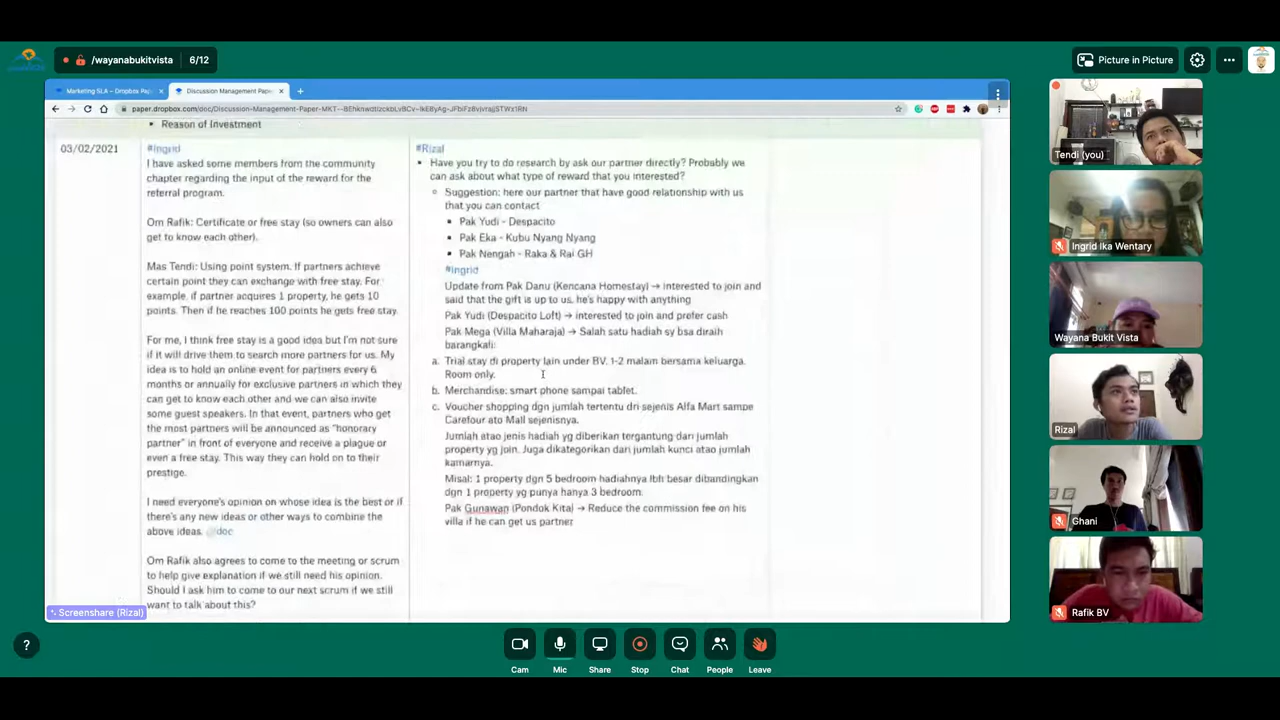 /wayanabukitvista
6/12
Picture in Picture
Marketing SLA – Dropbox Pape
Discussion Management Pape
Reason of Investment
03/02/2021
#Ingrid
I have asked some members from the community
chapter regarding the input of the reward for the
referral program.
Om Rafik: Certificate or free stay (so owners can also
get to know each other).
Mas Tendi: Using point system. If partners achieve
certain point they can exchange with free stay. For
example, if partner acquires 1 property, he gets 10
points. Then if he reaches 100 points he gets free stay.
For me, I think free stay is a good idea but I'm not sure
if it will drive them to search more partners for us. My
idea is to hold an online event for partners every 6
months or annually for exclusive partners in which they
can get to know each other and we can also invite
some guest speakers. In that event, partners who get
the most partners will be announced as "honorary
partner" in front of everyone and receive a plague or
even a free stay. This way they can hold on to their
prestige.
I need everyone's opinion on whose idea is the best or if
there's any new ideas or other ways to combine the
above ideas. @doc
Om Rafik also agrees to come to the meeting or scrum
to help give explanation if we still need his opinion.
Should I ask him to come to our next scrum if we still
want to talk about this?
#Rizal
Have you try to do research by ask our partner directly? Probably we
can ask about what type of reward that you interested?
Suggestion: here our partner that have good relationship with us
that you can contact
Pak Yudi - Despacito
Pak Eka - Kubu Nyang Nyang
Pak Nengah - Raka & Rai GH
#Ingrid
Update from Pak Danu (Kencana Homestay) → interested to join and
said that the gift is up to us, he's happy with anything
Pak Yudi (Despacito Loft) → interested to join and prefer cash
Pak Mega (Villa Maharaja) → Salah satu hadiah sy bsa diraih
barangkali:
a. Trial stay di property lain under BV. 1-2 malam bersama keluarga.
Room only.
b. Merchandise: smart phone sampai tablet.
c. Voucher shopping dgn jumlah tertentu dri sejenis Alfa Mart sampe
Carefour ato Mall sejenisnya.
Jumlah atao jenis hadiah yg diberikan tergantung dari jumlah
property yg join. Juga dikategorikan dari jumlah kunci atao jumlah
kamarnya.
Misal: 1 property dgn 5 bedroom hadiahnya lbih besar dibandingkan
dgn 1 property yg punya hanya 3 bedroom.
Pak Gunawan (Pondok Kita) → Reduce the commission fee on his
villa if he can get us partner
Screenshare (Rizal)
Tendi (you)
Ingrid Ika Wentary
Wayana Bukit Vista
Rizal
Ghani
Rafik BV
?
Cam
Mic
Share
Stop
Chat
People
Leave